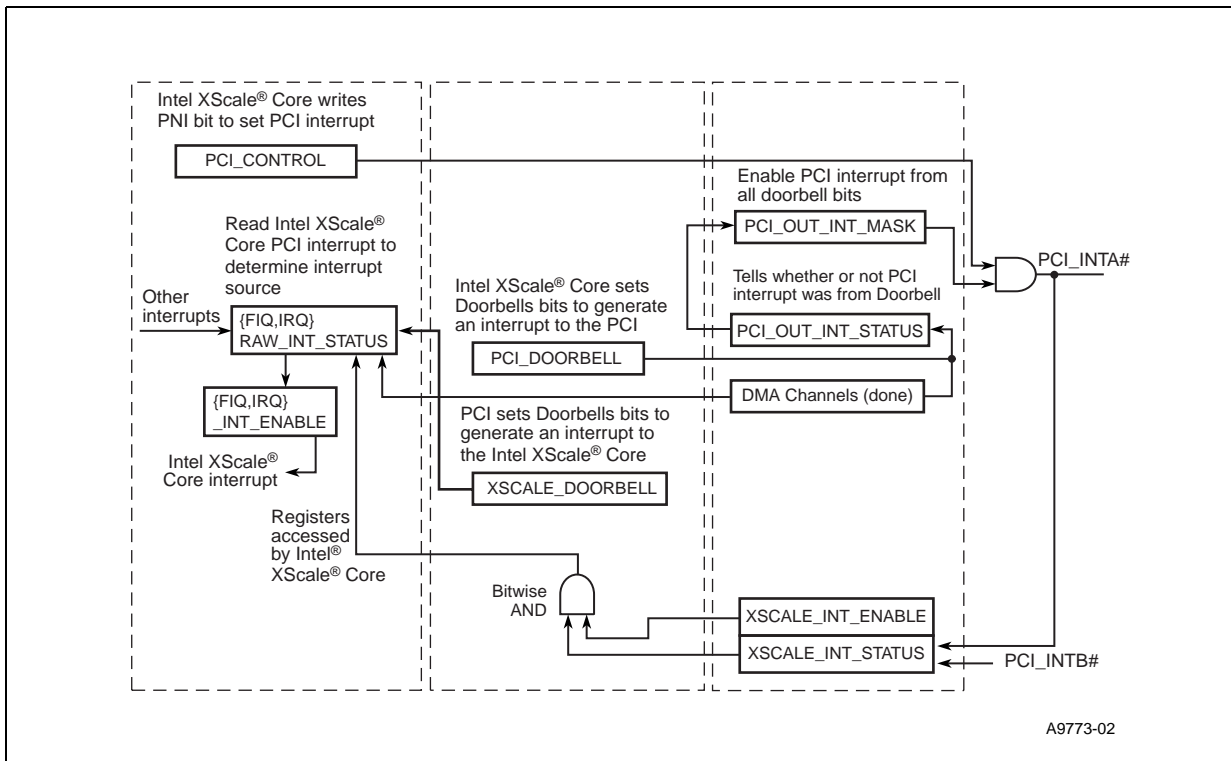 Intel XScale® Core writes
PNI bit to set PCI interrupt
PCI_CONTROL
Read Intel XScale®
Core PCI interrupt to
determine interrupt
source
Other
interrupts
{FIQ,IRQ}
RAW_INT_STATUS
{FIQ,IRQ}
_INT_ENABLE
Intel XScale®
Core interrupt
Registers
accessed
by Intel®
XScale® Core
Intel XScale® Core sets
Doorbells bits to generate
an interrupt to the PCI
PCI_DOORBELL
PCI sets Doorbells bits to
generate an interrupt to
the Intel XScale® Core
XSCALE_DOORBELL
Bitwise
AND
Enable PCI interrupt from
all doorbell bits
PCI_OUT_INT_MASK
Tells whether or not PCI
interrupt was from Doorbell
PCI_OUT_INT_STATUS
DMA Channels (done)
XSCALE_INT_ENABLE
XSCALE_INT_STATUS
PCI_INTA#
PCI_INTB#
A9773-02